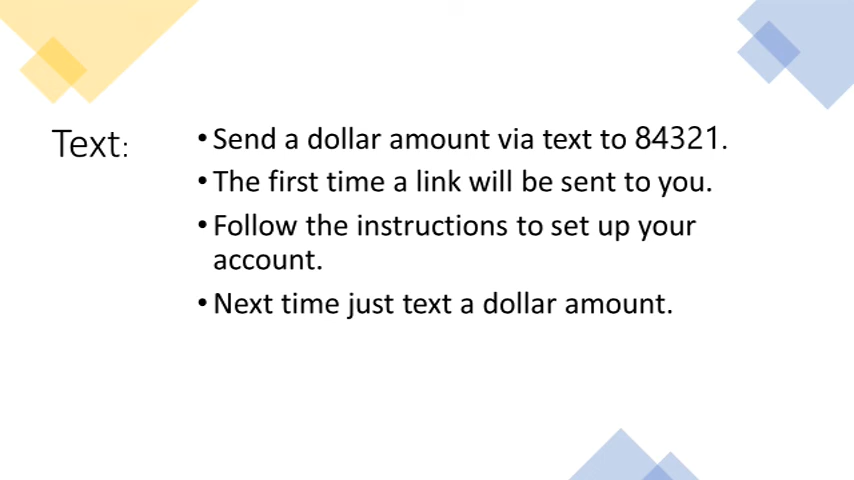 Text:
• Send a dollar amount via text to 84321.
• The first time a link will be sent to you.
• Follow the instructions to set up your
account.
• Next time just text a dollar amount.